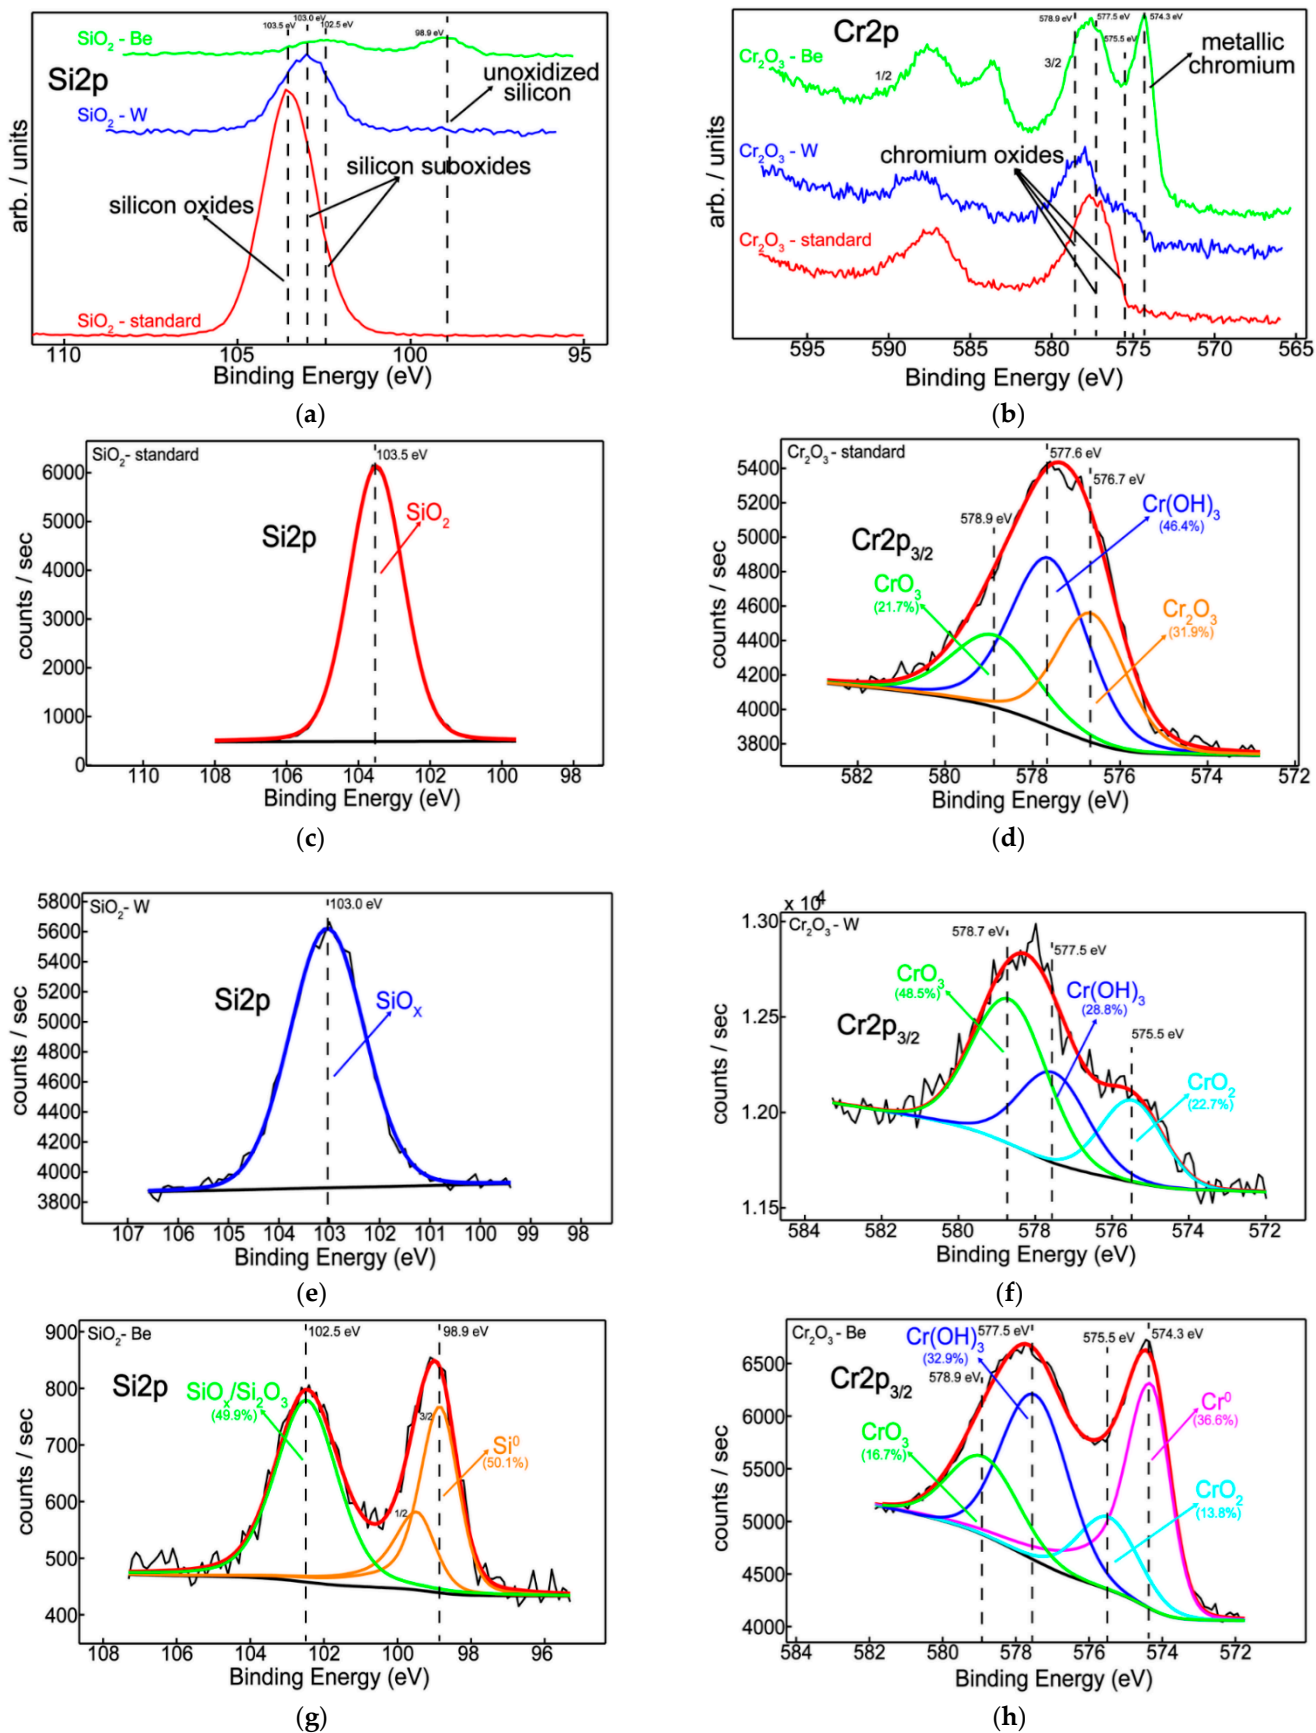 103.0 eV
103.5 eV
102.5 eV
98.9 eV
SiO2 - Be
Si2p
unoxidized
silicon
SiO2 - W
silicon suboxides
silicon oxides
SiO2 - standard
arb. / units
110 105 100 95
Binding Energy (eV)
(a)
578.9 eV
577.5 eV
574.3 eV
575.5 eV
Cr2p
metallic
chromium
Cr2O3 - Be
3/2
1/2
Cr2O3 - W
chromium oxides
Cr2O3 - standard
arb. / units
595 590 585 580 575 570 565
Binding Energy (eV)
(b)
SiO2- standard
103.5 eV
SiO2
Si2p
counts / sec
6000
5000
4000
3000
2000
1000
0
110 108 106 104 102 100 98
Binding Energy (eV)
(c)
Cr2O3 - standard
577.6 eV
576.7 eV
578.9 eV
Cr(OH)3
(46.4%)
Cr2p3/2
CrO3
(21.7%)
Cr2O3
(31.9%)
counts / sec
5400
5200
5000
4800
4600
4400
4200
4000
3800
582 580 578 576 574 572
Binding Energy (eV)
(d)
SiO2- W
103.0 eV
Si2p
SiOX
counts / sec
5800
5600
5400
5200
5000
4800
4600
4400
4200
4000
3800
107 106 105 104 103 102 101 100 99 98
Binding Energy (eV)
(e)
x 10^4
Cr2O3 - W
578.7 eV
577.5 eV
CrO3
(48.5%)
Cr(OH)3
(28.8%)
Cr2p3/2
575.5 eV
CrO2
(22.7%)
counts / sec
1.30
1.25
1.20
1.15
584 582 580 578 576 574 572
Binding Energy (eV)
(f)
SiO2- Be
102.5 eV
98.9 eV
Si2p
SiOx/Si2O3
(49.9%)
3/2
Si0
(50.1%)
1/2
counts / sec
900
800
700
600
500
400
108 106 104 102 100 98 96
Binding Energy (eV)
(g)
Cr2O3 - Be
577.5 eV
575.5 eV
574.3 eV
Cr(OH)3
(32.9%)
578.9 eV
Cr2p3/2
Cr0
(36.6%)
CrO3
(16.7%)
CrO2
(13.8%)
counts / sec
6500
6000
5500
5000
4500
4000
584 582 580 578 576 574 572
Binding Energy (eV)
(h)